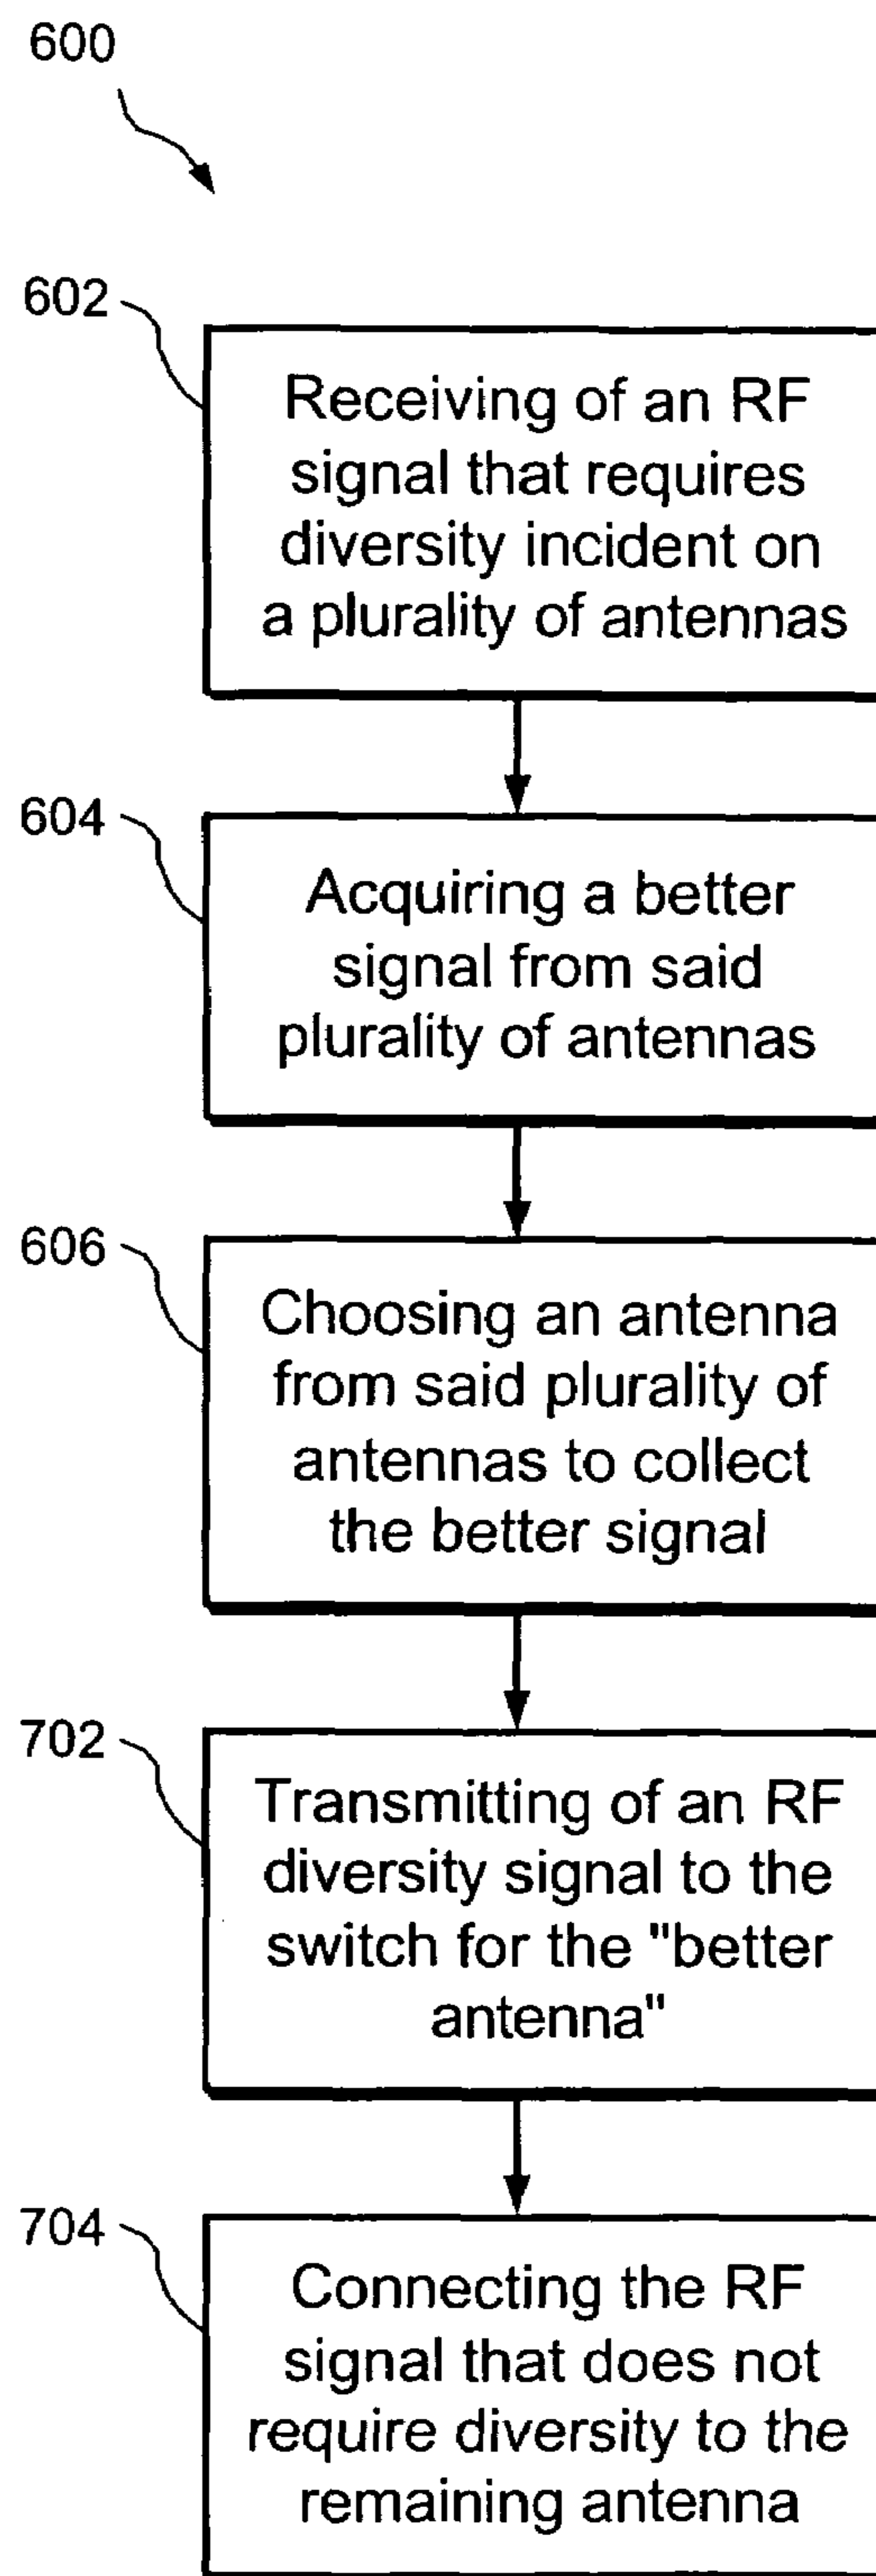 600
602
Receiving of an RF
signal that requires
diversity incident on
a plurality of antennas
604
Acquiring a better
signal from said
plurality of antennas
606
Choosing an antenna
from said plurality of
antennas to collect
the better signal
702
Transmitting of an RF
diversity signal to the
switch for the "better
antenna"
704
Connecting the RF
signal that does not
require diversity to the
remaining antenna